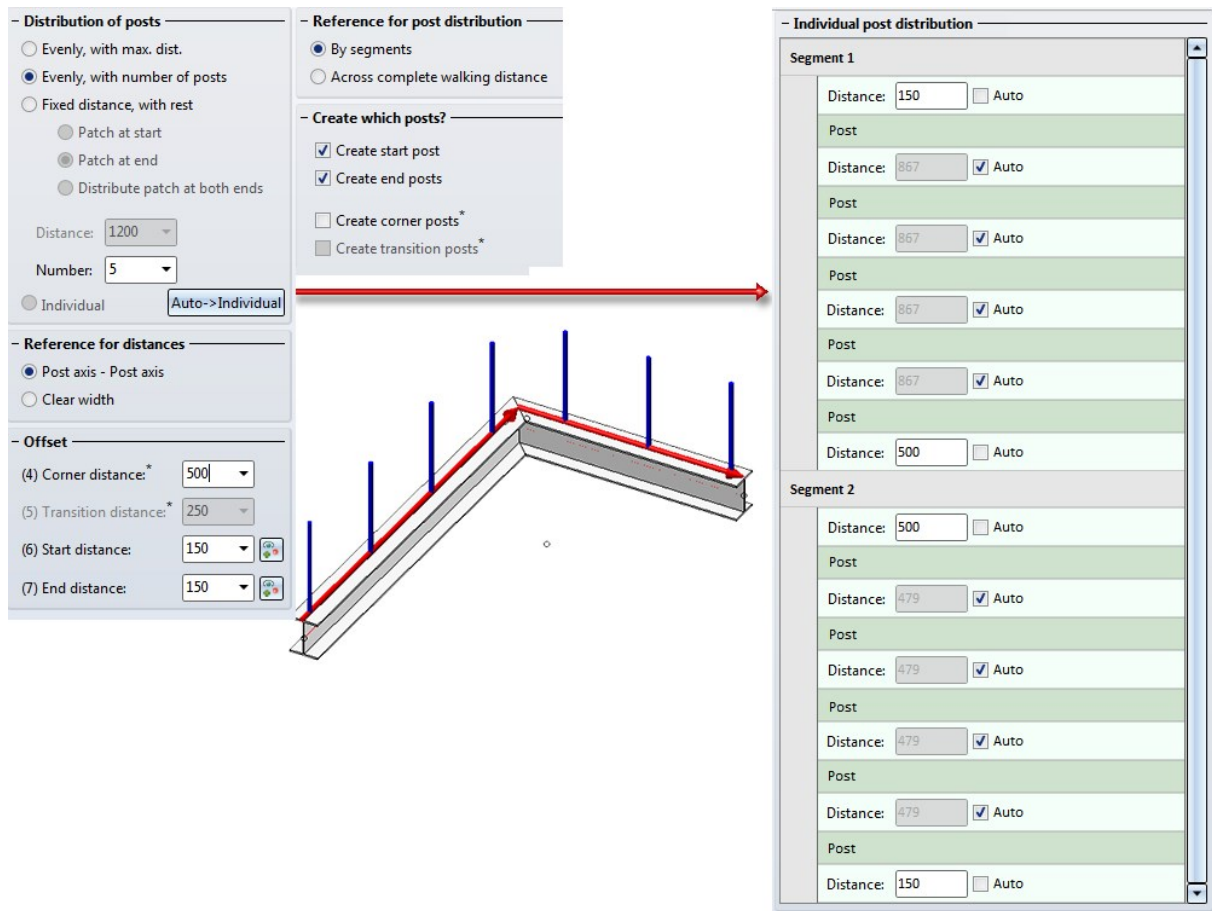 Distribution of posts
Evenly, with max. dist.
Evenly, with number of posts
Fixed distance, with rest
Patch at start
Patch at end
Distribute patch at both ends
Distance: 1200
Number: 5
Individual Auto->Individual
Reference for distances
Post axis - Post axis
Clear width
Offset
(4) Corner distance:* 500
(5) Transition distance:* 250
(6) Start distance: 150
(7) End distance: 150
Reference for post distribution
By segments
Across complete walking distance
Create which posts?
Create start post
Create end posts
Create corner posts*
Create transition posts*
Individual post distribution
Segment 1
Distance: 150 Auto
Post
Distance: 867 Auto
Post
Distance: 867 Auto
Post
Distance: 867 Auto
Post
Distance: 867 Auto
Post
Distance: 500 Auto
Segment 2
Distance: 500 Auto
Post
Distance: 479 Auto
Post
Distance: 479 Auto
Post
Distance: 479 Auto
Post
Distance: 479 Auto
Post
Distance: 150 Auto